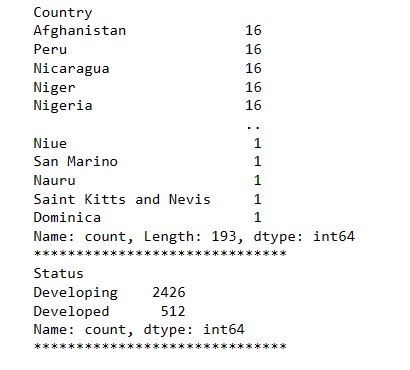 Country
Afghanistan 16
Peru 16
Nicaragua 16
Niger 16
Nigeria 16
..
Niue 1
San Marino 1
Nauru 1
Saint Kitts and Nevis 1
Dominica 1
Name: count, Length: 193, dtype: int64
******************************
Status
Developing 2426
Developed 512
Name: count, dtype: int64
******************************